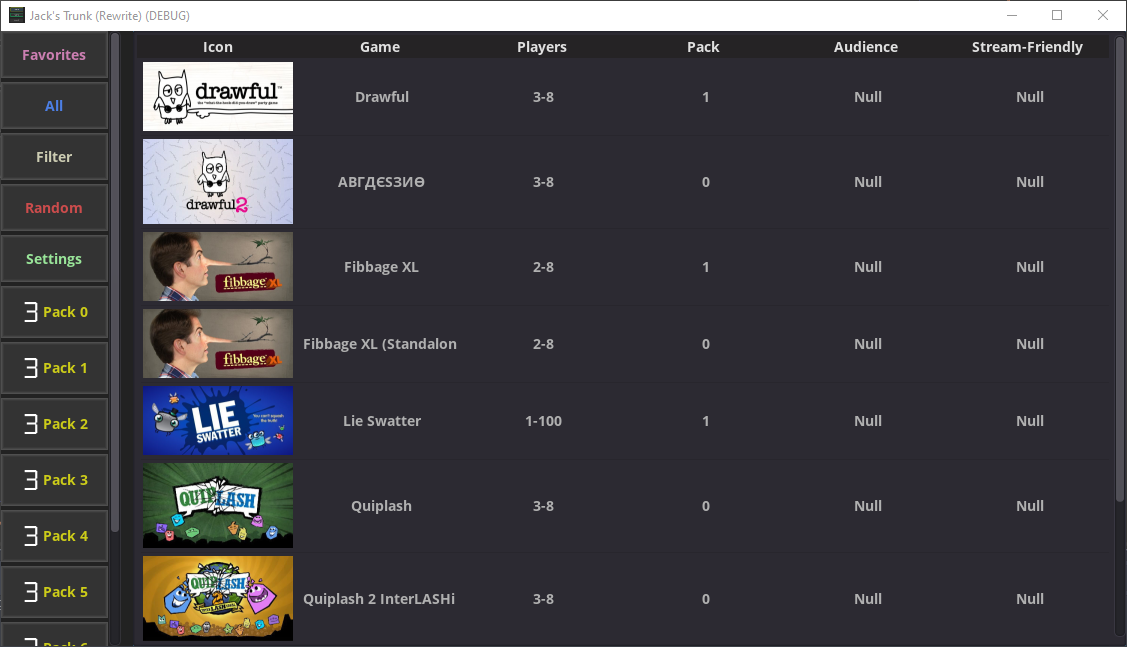 Jack's Trunk (Rewrite) (DEBUG)
Favorites
All
Filter
Random
Settings
Ǝ Pack 0
Ǝ Pack 1
Ǝ Pack 2
Ǝ Pack 3
Ǝ Pack 4
Ǝ Pack 5
Icon Game Players Pack Audience Stream-Friendly
drawful™
the "what the heck did you draw" party game
Drawful 3-8 1 Null Null
drawful 2
АВГДЄЅЗИѲ 3-8 0 Null Null
fibbage XL
Fibbage XL 2-8 1 Null Null
fibbage XL
Fibbage XL (Standalon 2-8 0 Null Null
LIE
SWATTER
You can't squash
the truth!
Lie Swatter 1-100 1 Null Null
QUIPLASH
Quiplash 3-8 0 Null Null
QUIPLASH
2
INTERLASHIONAL
Quiplash 2 InterLASHi 3-8 0 Null Null